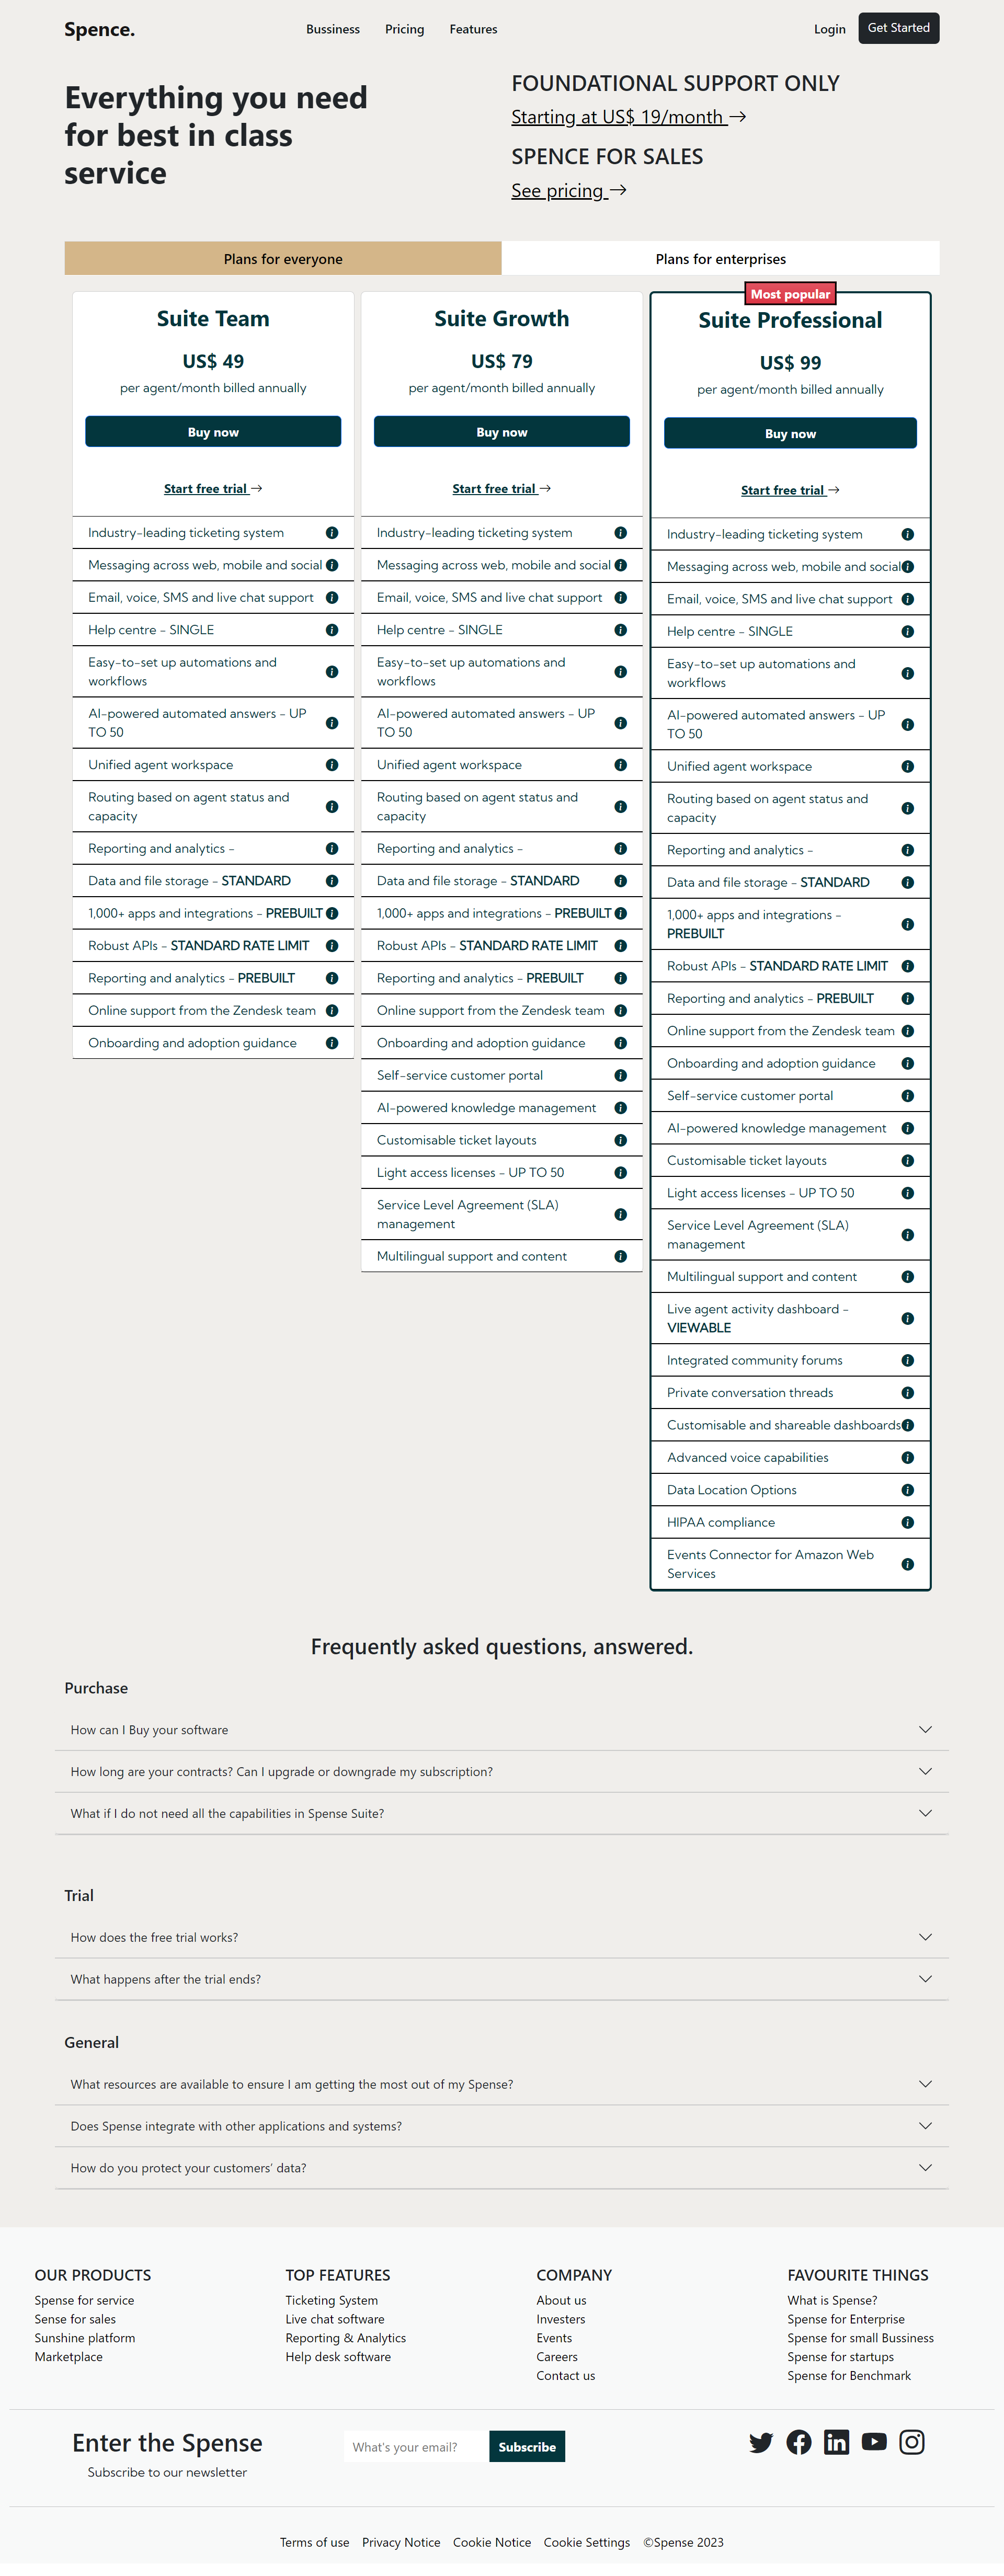 Spence.
Bussiness
Pricing
Features
Login
Get Started
Everything you need
for best in class
service
FOUNDATIONAL SUPPORT ONLY
Starting at US$ 19/month
SPENCE FOR SALES
See pricing
Plans for everyone
Plans for enterprises
Suite Team
US$ 49
per agent/month billed annually
Buy now
Start free trial
Industry-leading ticketing system
Messaging across web, mobile and social
Email, voice, SMS and live chat support
Help centre - SINGLE
Easy-to-set up automations and
workflows
AI-powered automated answers - UP
TO 50
Unified agent workspace
Routing based on agent status and
capacity
Reporting and analytics -
Data and file storage - STANDARD
1,000+ apps and integrations - PREBUILT
Robust APIs - STANDARD RATE LIMIT
Reporting and analytics - PREBUILT
Online support from the Zendesk team
Onboarding and adoption guidance
Suite Growth
US$ 79
per agent/month billed annually
Buy now
Start free trial
Industry-leading ticketing system
Messaging across web, mobile and social
Email, voice, SMS and live chat support
Help centre - SINGLE
Easy-to-set up automations and
workflows
AI-powered automated answers - UP
TO 50
Unified agent workspace
Routing based on agent status and
capacity
Reporting and analytics -
Data and file storage - STANDARD
1,000+ apps and integrations - PREBUILT
Robust APIs - STANDARD RATE LIMIT
Reporting and analytics - PREBUILT
Online support from the Zendesk team
Onboarding and adoption guidance
Self-service customer portal
AI-powered knowledge management
Customisable ticket layouts
Light access licenses - UP TO 50
Service Level Agreement (SLA)
management
Multilingual support and content
Most popular
Suite Professional
US$ 99
per agent/month billed annually
Buy now
Start free trial
Industry-leading ticketing system
Messaging across web, mobile and social
Email, voice, SMS and live chat support
Help centre - SINGLE
Easy-to-set up automations and
workflows
AI-powered automated answers - UP
TO 50
Unified agent workspace
Routing based on agent status and
capacity
Reporting and analytics -
Data and file storage - STANDARD
1,000+ apps and integrations -
PREBUILT
Robust APIs - STANDARD RATE LIMIT
Reporting and analytics - PREBUILT
Online support from the Zendesk team
Onboarding and adoption guidance
Self-service customer portal
AI-powered knowledge management
Customisable ticket layouts
Light access licenses - UP TO 50
Service Level Agreement (SLA)
management
Multilingual support and content
Live agent activity dashboard -
VIEWABLE
Integrated community forums
Private conversation threads
Customisable and shareable dashboards
Advanced voice capabilities
Data Location Options
HIPAA compliance
Events Connector for Amazon Web
Services
Frequently asked questions, answered.
Purchase
How can I Buy your software
How long are your contracts? Can I upgrade or downgrade my subscription?
What if I do not need all the capabilities in Spense Suite?
Trial
How does the free trial works?
What happens after the trial ends?
General
What resources are available to ensure I am getting the most out of my Spense?
Does Spense integrate with other applications and systems?
How do you protect your customers' data?
OUR PRODUCTS
Spense for service
Sense for sales
Sunshine platform
Marketplace
TOP FEATURES
Ticketing System
Live chat software
Reporting & Analytics
Help desk software
COMPANY
About us
Investers
Events
Careers
Contact us
FAVOURITE THINGS
What is Spense?
Spense for Enterprise
Spense for small Bussiness
Spense for startups
Spense for Benchmark
Enter the Spense
Subscribe to our newsletter
What's your email?
Subscribe
Terms of use
Privacy Notice
Cookie Notice
Cookie Settings
©Spense 2023